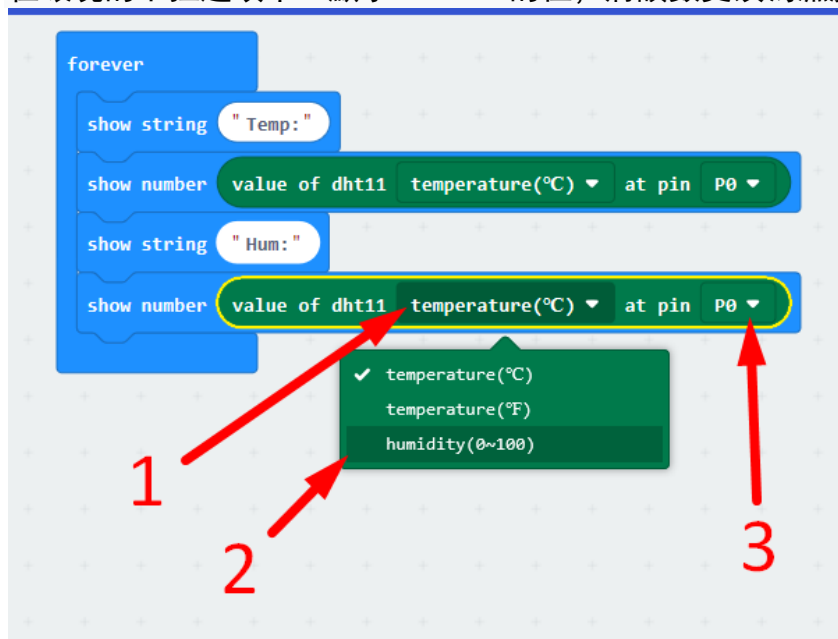 forever
show string " Temp: "
show number value of dht11 temperature(℃) at pin P0
show string " Hum: "
show number value of dht11 temperature(℃) at pin P0
temperature(℃)
temperature(℉)
humidity(0~100)
1
2
3